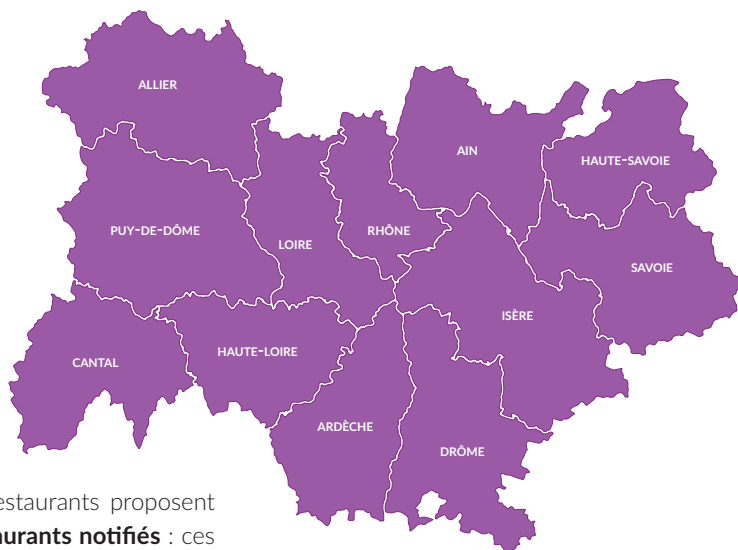 ALLIER
AIN
HAUTE-SAVOIE
PUY-DE-DÔME
LOIRE
RHÔNE
SAVOIE
ISÈRE
CANTAL
HAUTE-LOIRE
ARDÈCHE
DRÔME
estaurants proposent
aurants notifiés : ces